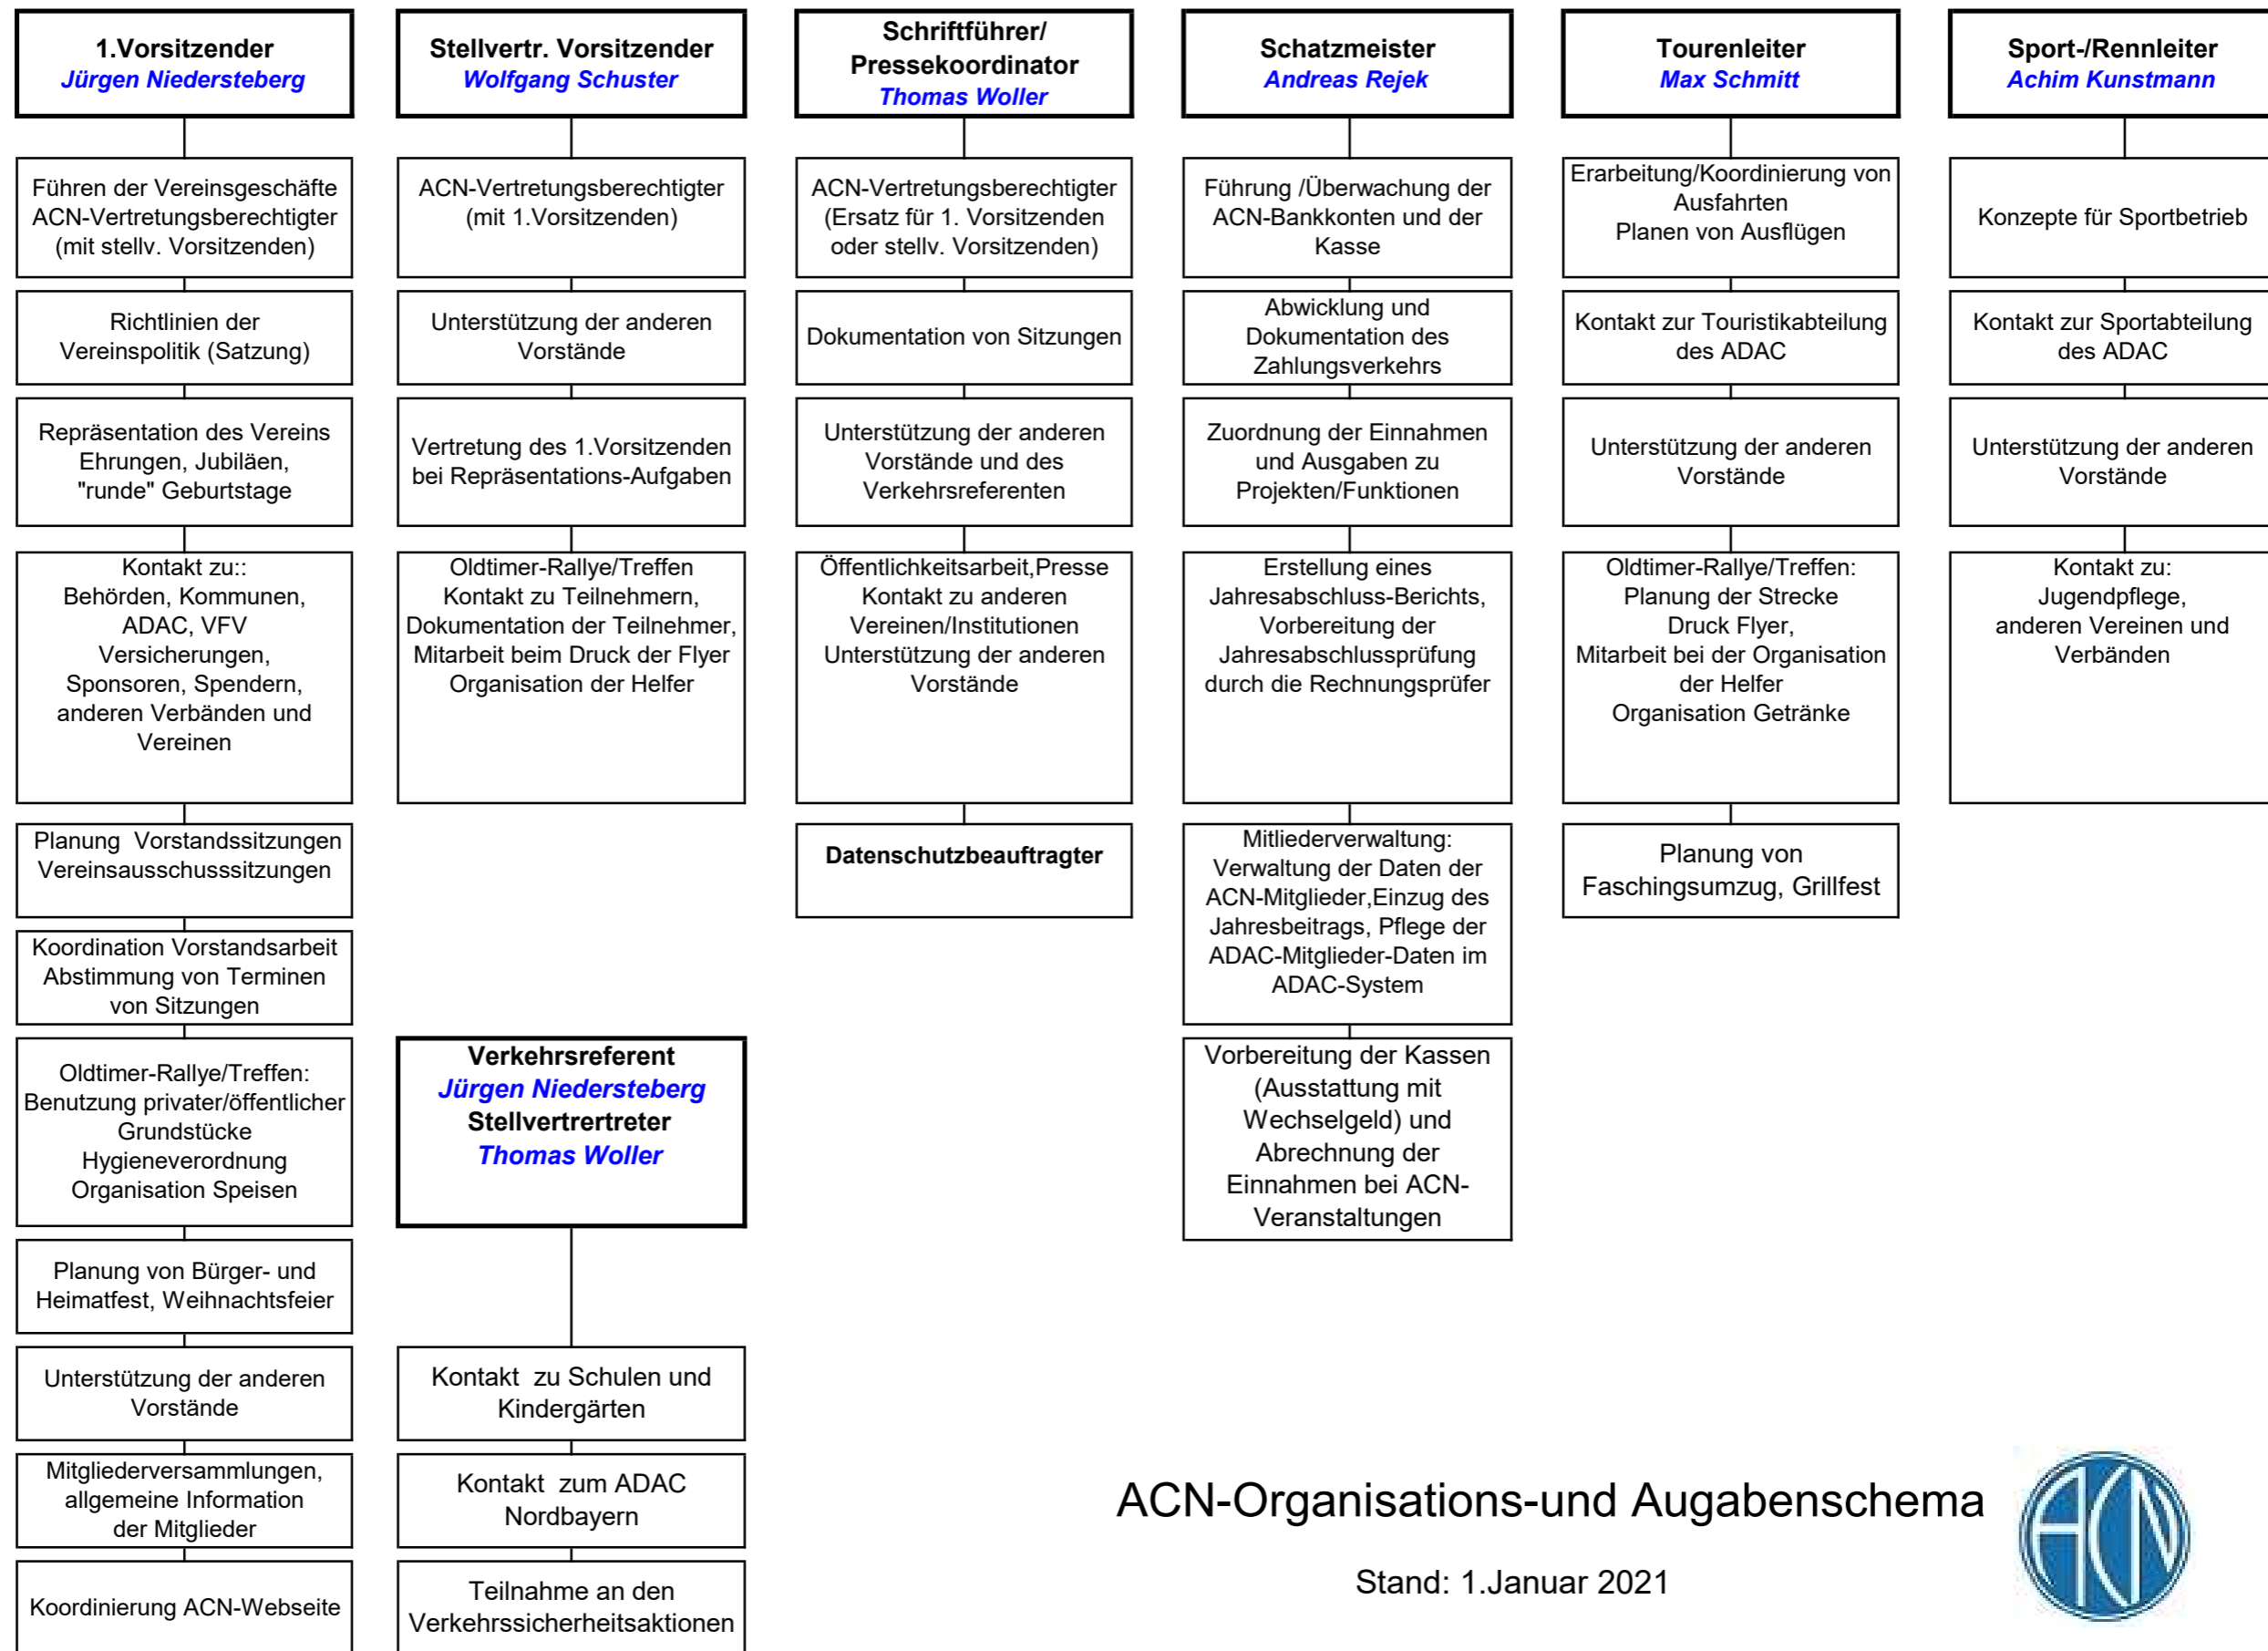 1.Vorsitzender
Jürgen Niedersteberg
Führen der Vereinsgeschäfte
ACN-Vertretungsberechtigter
(mit stellv. Vorsitzenden)
Richtlinien der
Vereinspolitik (Satzung)
Repräsentation des Vereins
Ehrungen, Jubiläen,
"runde" Geburtstage
Kontakt zu::
Behörden, Kommunen,
ADAC, VFV
Versicherungen,
Sponsoren, Spendern,
anderen Verbänden und
Vereinen
Planung  Vorstandssitzungen
Vereinsausschusssitzungen
Koordination Vorstandsarbeit
Abstimmung von Terminen
von Sitzungen
Oldtimer-Rallye/Treffen:
Benutzung privater/öffentlicher
Grundstücke
Hygieneverordnung
Organisation Speisen
Planung von Bürger- und
Heimatfest, Weihnachtsfeier
Unterstützung der anderen
Vorstände
Mitgliederversammlungen,
allgemeine Information
der Mitglieder
Koordinierung ACN-Webseite
Stellvertr. Vorsitzender
Wolfgang Schuster
ACN-Vertretungsberechtigter
(mit 1.Vorsitzenden)
Unterstützung der anderen
Vorstände
Vertretung des 1.Vorsitzenden
bei Repräsentations-Aufgaben
Oldtimer-Rallye/Treffen
Kontakt zu Teilnehmern,
Dokumentation der Teilnehmer,
Mitarbeit beim Druck der Flyer
Organisation der Helfer
Verkehrsreferent
Jürgen Niedersteberg
Stellvertrertreter
Thomas Woller
Kontakt  zu Schulen und
Kindergärten
Kontakt  zum ADAC
Nordbayern
Teilnahme an den
Verkehrssicherheitsaktionen
Schriftführer/
Pressekoordinator
Thomas Woller
ACN-Vertretungsberechtigter
(Ersatz für 1. Vorsitzenden
oder stellv. Vorsitzenden)
Dokumentation von Sitzungen
Unterstützung der anderen
Vorstände und des
Verkehrsreferenten
Öffentlichkeitsarbeit,Presse
Kontakt zu anderen
Vereinen/Institutionen
Unterstützung der anderen
Vorstände
Datenschutzbeauftragter
Schatzmeister
Andreas Rejek
Führung /Überwachung der
ACN-Bankkonten und der
Kasse
Abwicklung und
Dokumentation des
Zahlungsverkehrs
Zuordnung der Einnahmen
und Ausgaben zu
Projekten/Funktionen
Erstellung eines
Jahresabschluss-Berichts,
Vorbereitung der
Jahresabschlussprüfung
durch die Rechnungsprüfer
Mitliederverwaltung:
Verwaltung der Daten der
ACN-Mitglieder,Einzug des
Jahresbeitrags, Pflege der
ADAC-Mitglieder-Daten im
ADAC-System
Vorbereitung der Kassen
(Ausstattung mit
Wechselgeld) und
Abrechnung der
Einnahmen bei ACN-
Veranstaltungen
Tourenleiter
Max Schmitt
Erarbeitung/Koordinierung von
Ausfahrten
Planen von Ausflügen
Kontakt zur Touristikabteilung
des ADAC
Unterstützung der anderen
Vorstände
Oldtimer-Rallye/Treffen:
Planung der Strecke
Druck Flyer,
Mitarbeit bei der Organisation
der Helfer
Organisation Getränke
Planung von
Faschingsumzug, Grillfest
Sport-/Rennleiter
Achim Kunstmann
Konzepte für Sportbetrieb
Kontakt zur Sportabteilung
des ADAC
Unterstützung der anderen
Vorstände
Kontakt zu:
Jugendpflege,
anderen Vereinen und
Verbänden
ACN-Organisations-und Augabenschema
Stand: 1.Januar 2021
ACN